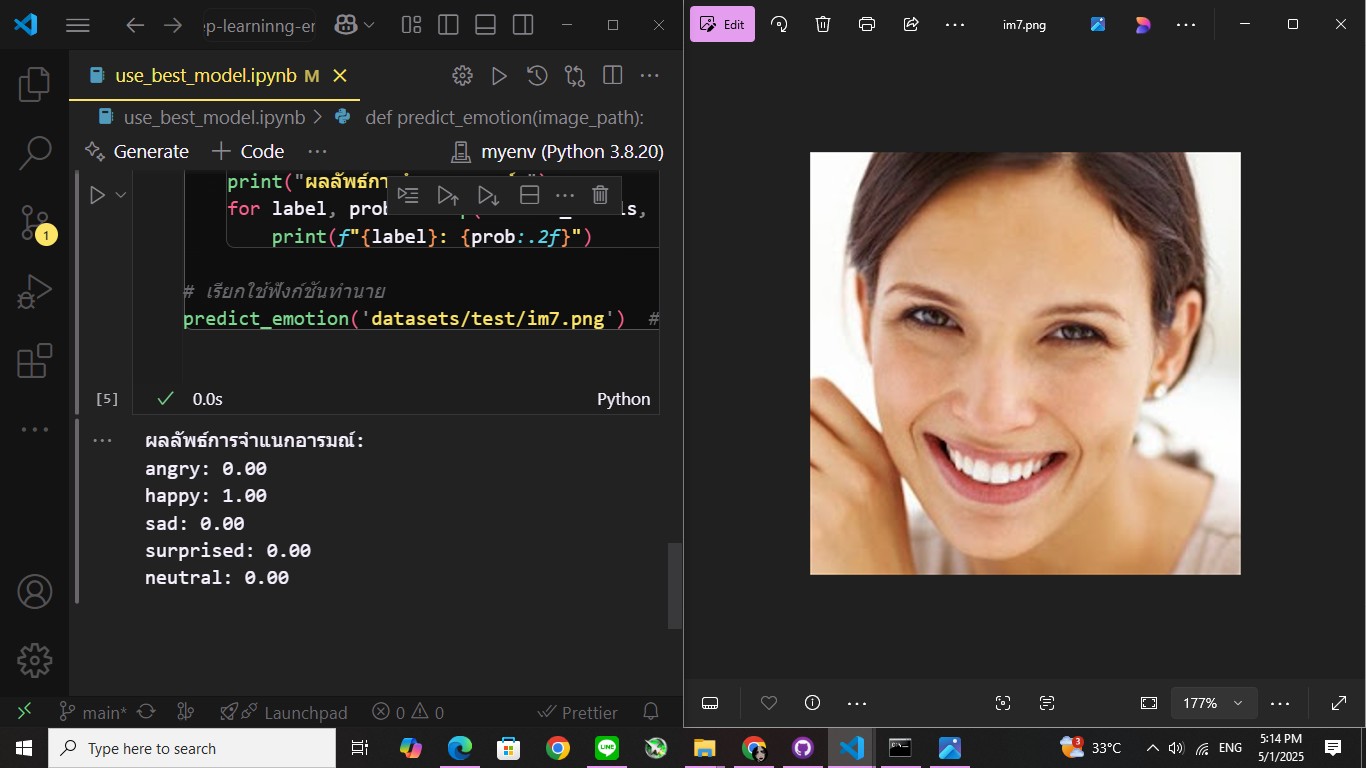 ep-learninng-er
use_best_model.ipynb M
use_best_model.ipynb > def predict_emotion(image_path):
Generate + Code ... myenv (Python 3.8.20)
print("ผลลัพธ์การ
for label, prob
print(f"{label}: {prob:.2f}")
# เรียกใช้ฟังก์ชันทำนาย
predict_emotion('datasets/test/im7.png') #
[5] 0.0s Python
ผลลัพธ์การจำแนกอารมณ์:
angry: 0.00
happy: 1.00
sad: 0.00
surprised: 0.00
neutral: 0.00
1
main* Launchpad 0 0 Prettier
Edit im7.png
177%
Type here to search
LINE
3
33°C ENG
5:14 PM
5/1/2025